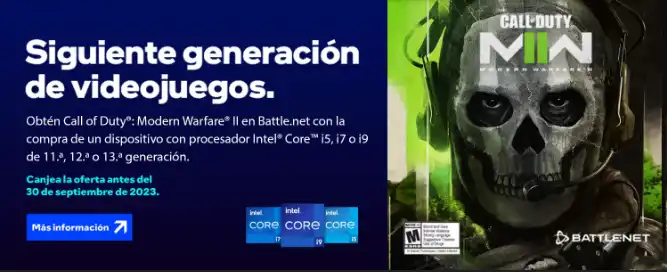 Siguiente generación
de videojuegos.
Obtén Call of Duty®: Modern Warfare® II en Battle.net con la
compra de un dispositivo con procesador Intel® Core™ i5, i7 o i9
de 11.ª, 12.ª o 13.ª generación.
Canjea la oferta antes del
30 de septiembre de 2023.
Más información
intel.
CORE
i7
intel.
CORE
i9
intel.
CORE
CALL OF DUTY
MWII
MODERN WARFARE II
M
BATTLE.NET